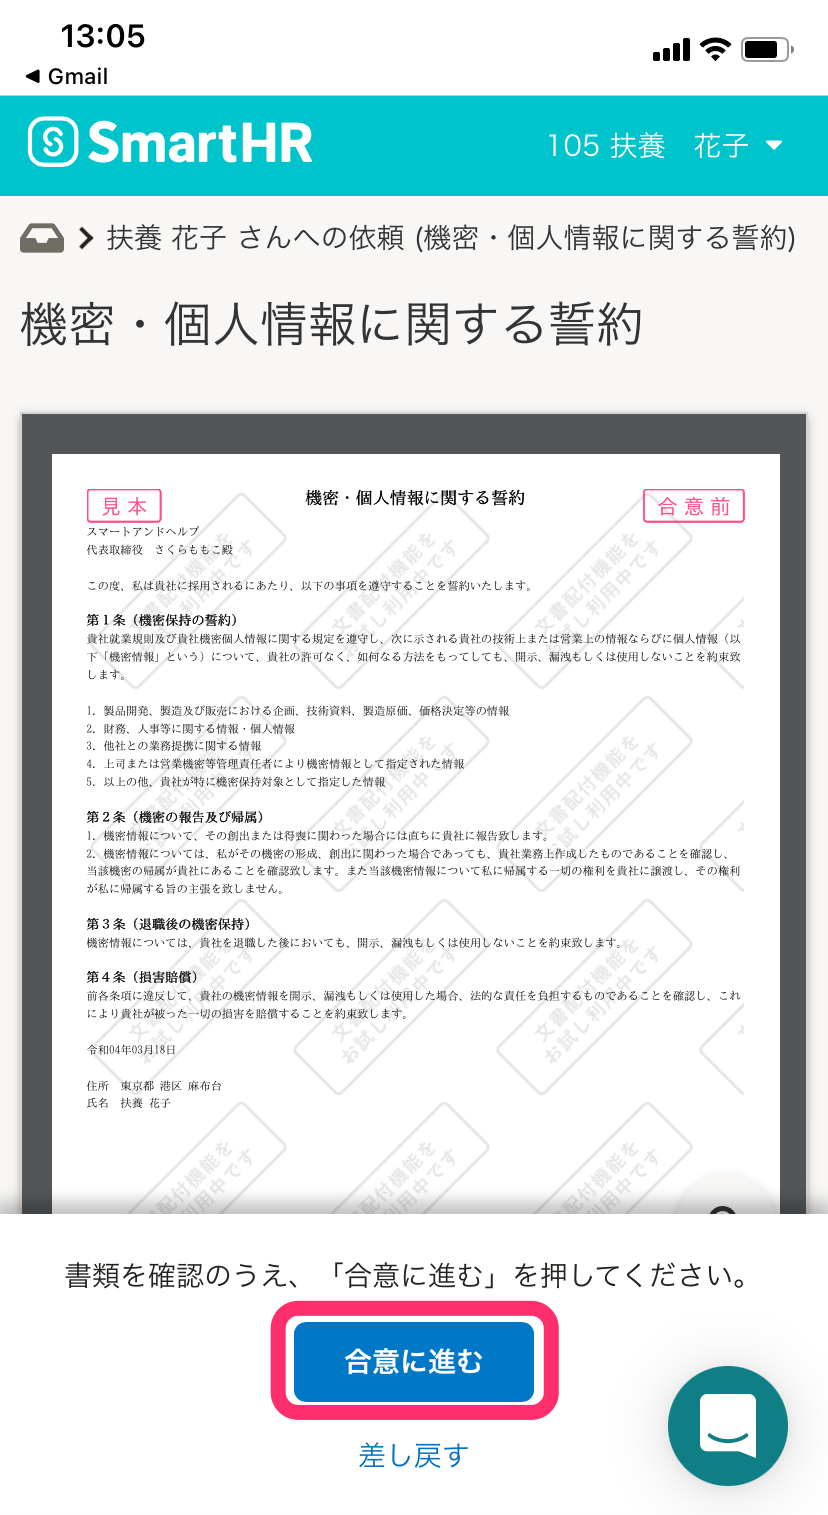 13:05
◀ Gmail
SmartHR
105 扶養　花子
扶養 花子 さんへの依頼 (機密・個人情報に関する誓約)
機密・個人情報に関する誓約
見本
機密・個人情報に関する誓約
合意前
スマートアンドヘルプ
代表取締役　さくらももこ殿
この度、私は貴社に採用されるにあたり、以下の事項を遵守することを誓約いたします。
第１条（機密保持の誓約）
貴社就業規則及び貴社機密個人情報に関する規定を遵守し、次に示される貴社の技術上または営業上の情報ならびに個人情報（以
下「機密情報」という）について、貴社の許可なく、如何なる方法をもってしても、開示、漏洩もしくは使用しないことを約束致
します。
1. 製品開発、製造及び販売における企画、技術資料、製造原価、価格決定等の情報
2. 財務、人事等に関する情報・個人情報
3. 他社との業務提携に関する情報
4. 上司または営業機密等管理責任者により機密情報として指定された情報
5. 以上の他、貴社が特に機密保持対象として指定した情報
第２条（機密の報告及び帰属）
1. 機密情報について、その創出または得喪に関わった場合には直ちに貴社に報告致します。
2. 機密情報については、私がその機密の形成、創出に関わった場合であっても、貴社業務上作成したものであることを確認し、
当該機密の帰属が貴社にあることを確認致します。また当該機密情報について私に帰属する一切の権利を貴社に譲渡し、その権利
が私に帰属する旨の主張を致しません。
第３条（退職後の機密保持）
機密情報については、貴社を退職した後においても、開示、漏洩もしくは使用しないことを約束致します。
第４条（損害賠償）
前各条項に違反して、貴社の機密情報を開示、漏洩もしくは使用した場合、法的な責任を負担するものであることを確認し、これ
により貴社が被った一切の損害を賠償することを約束致します。
令和04年03月18日
住所　東京都 港区 麻布台
氏名　扶養 花子
文書配付機能を
お試し利用中です
書類を確認のうえ、「合意に進む」を押してください。
合意に進む
差し戻す